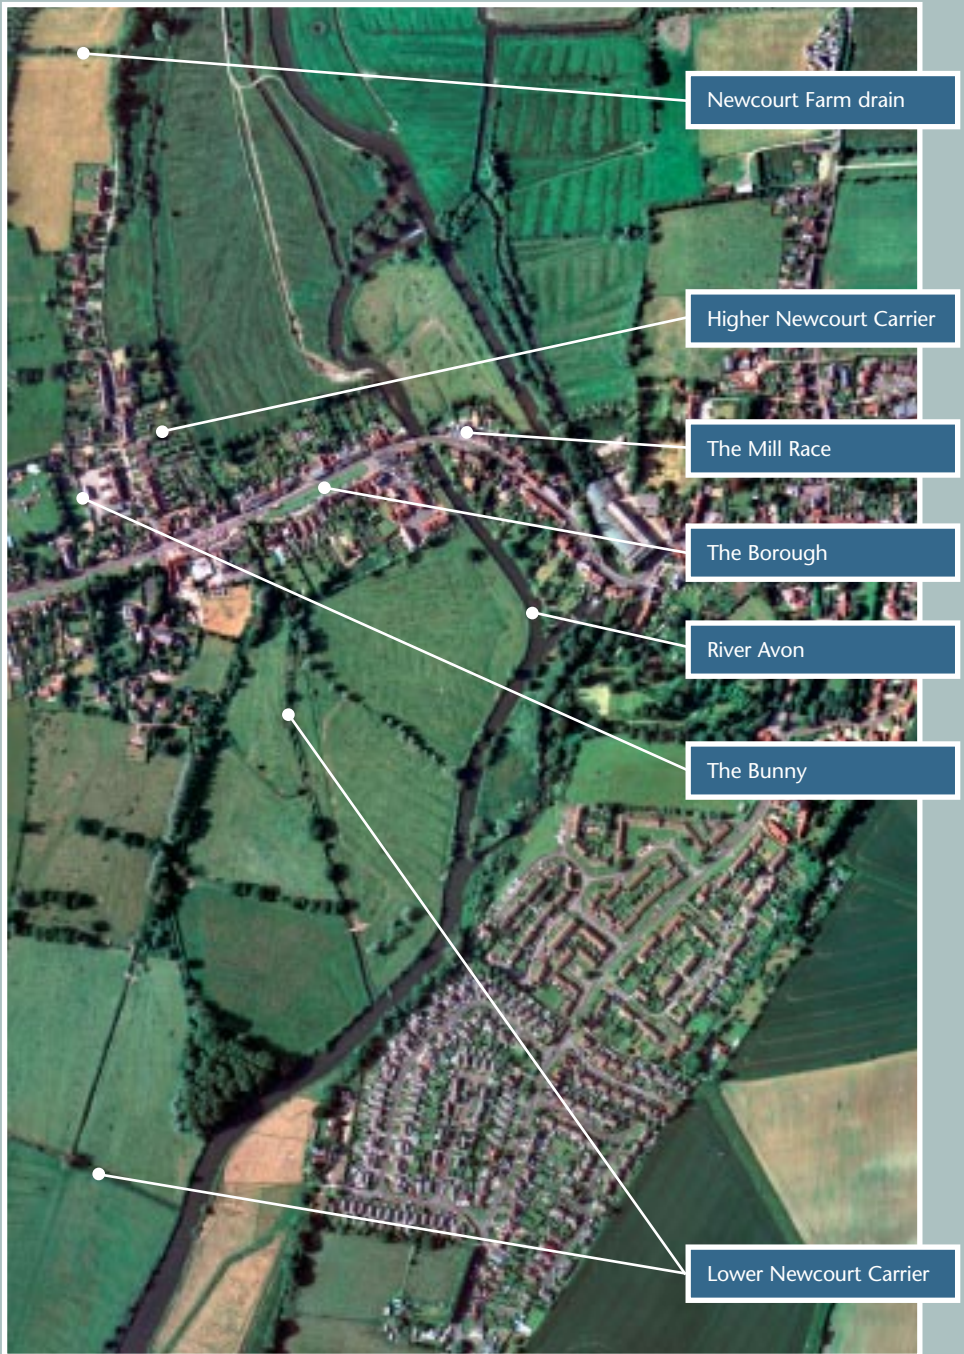 Newcourt Farm drain
Higher Newcourt Carrier
The Mill Race
The Borough
River Avon
The Bunny
Lower Newcourt Carrier